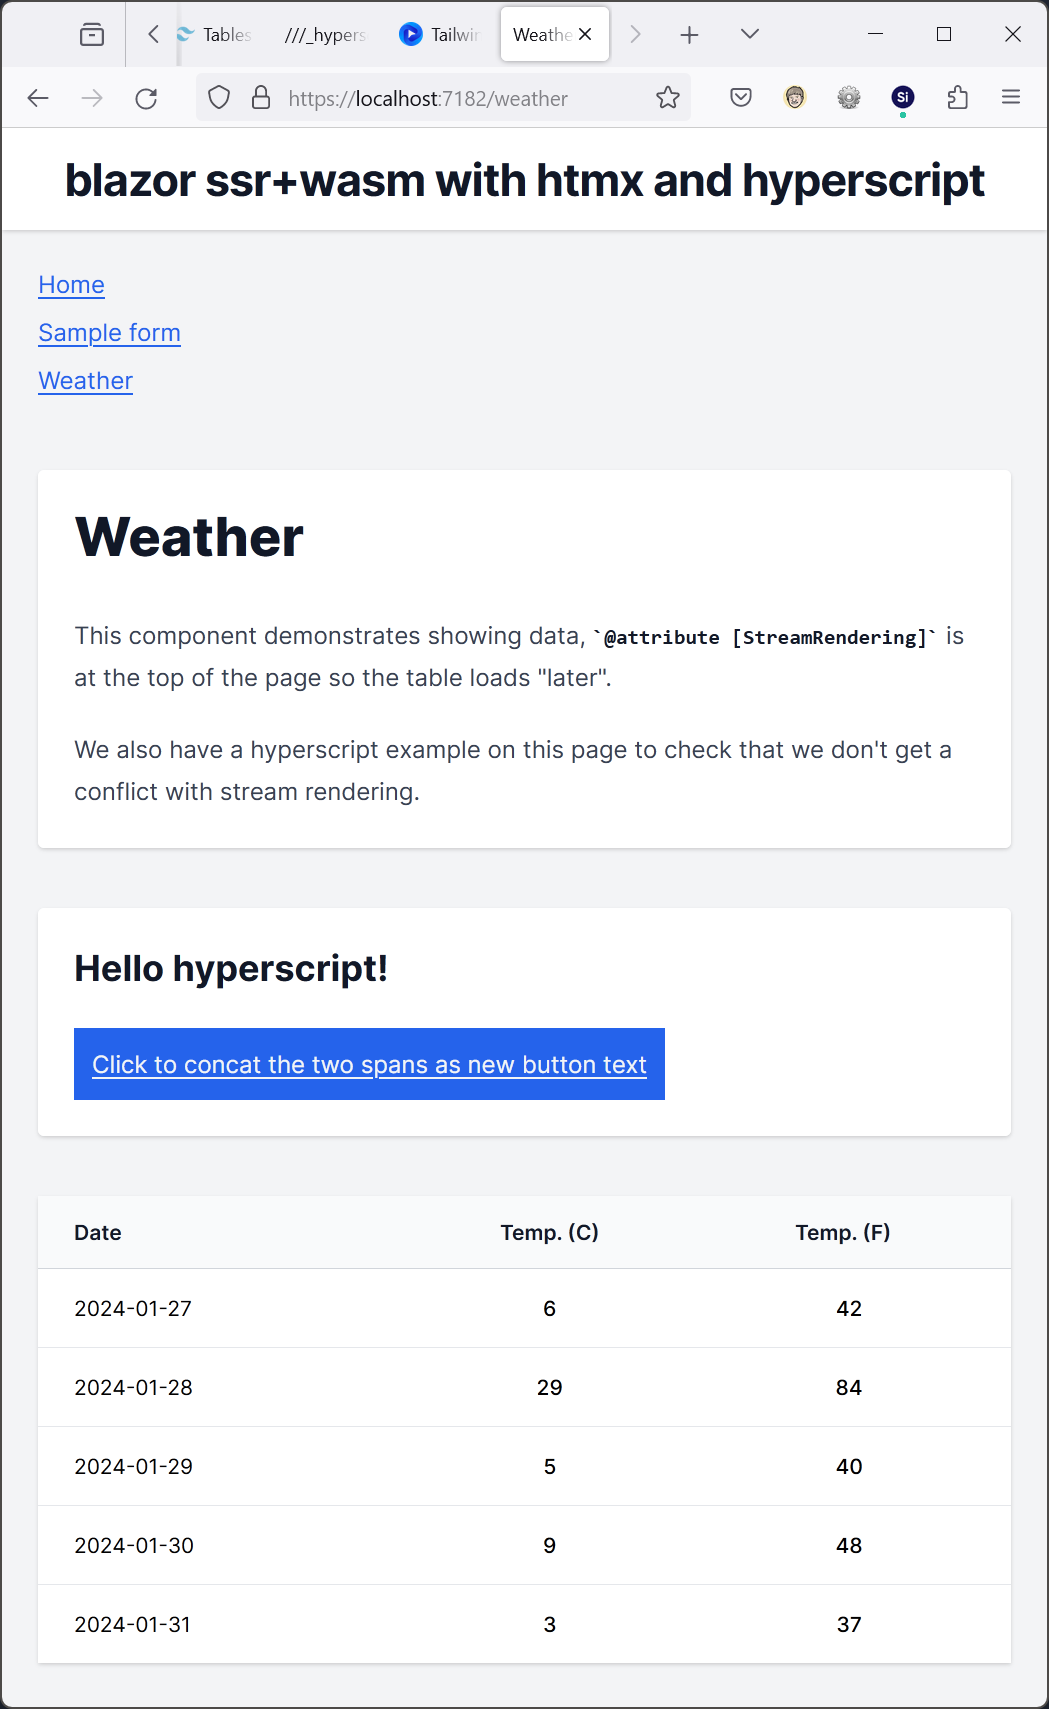 Tables
///_hypers
Tailwin
Weathe
https://localhost:7182/weather
Si
blazor ssr+wasm with htmx and hyperscript
Home
Sample form
Weather
Weather
This component demonstrates showing data, `@attribute [StreamRendering]` is
at the top of the page so the table loads "later".
We also have a hyperscript example on this page to check that we don't get a
conflict with stream rendering.
Hello hyperscript!
Click to concat the two spans as new button text
Date Temp. (C) Temp. (F)
2024-01-27 6 42
2024-01-28 29 84
2024-01-29 5 40
2024-01-30 9 48
2024-01-31 3 37